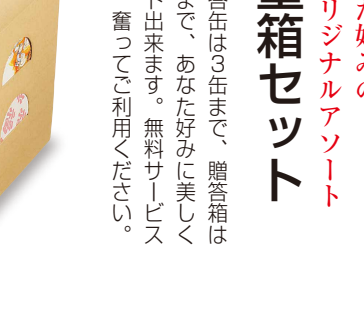 た好みの
リジナルアソート
箱セット
答缶は3缶まで、贈答箱は
まで、あなた好みに美しく
ト出来ます。無料サービス
奮ってご利用ください。